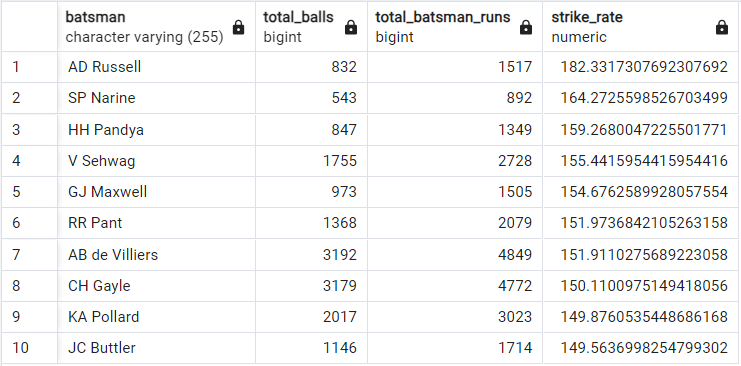 batsman total_balls total_batsman_runs strike_rate
character varying (255) bigint bigint numeric
1 AD Russell 832 1517 182.3317307692307692
2 SP Narine 543 892 164.2725598526703499
3 HH Pandya 847 1349 159.2680047225501771
4 V Sehwag 1755 2728 155.4415954415954416
5 GJ Maxwell 973 1505 154.6762589928057554
6 RR Pant 1368 2079 151.9736842105263158
7 AB de Villiers 3192 4849 151.9110275689223058
8 CH Gayle 3179 4772 150.1100975149418056
9 KA Pollard 2017 3023 149.8760535448686168
10 JC Buttler 1146 1714 149.5636998254799302